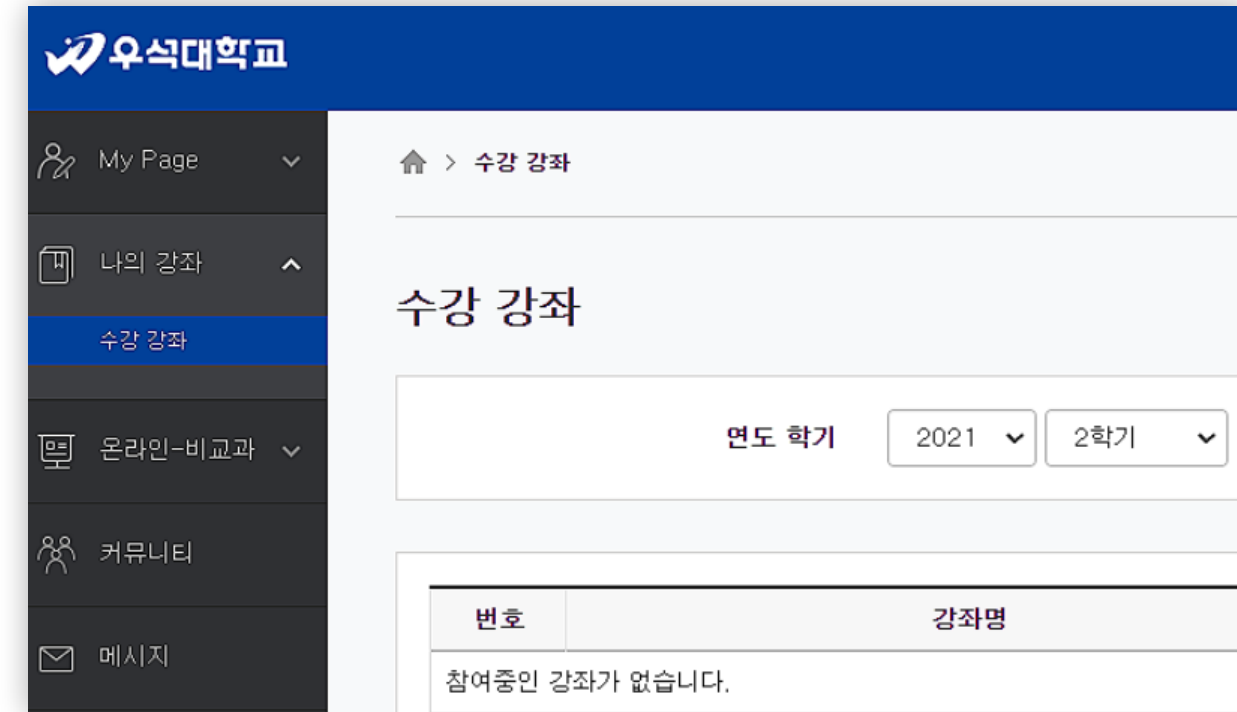 우석대학교
My Page
나의 강좌
수강 강좌
온라인-비교과
커뮤니티
메시지
> 수강 강좌
수강 강좌
연도 학기 2021 2학기
번호 강좌명
참여중인 강좌가 없습니다.